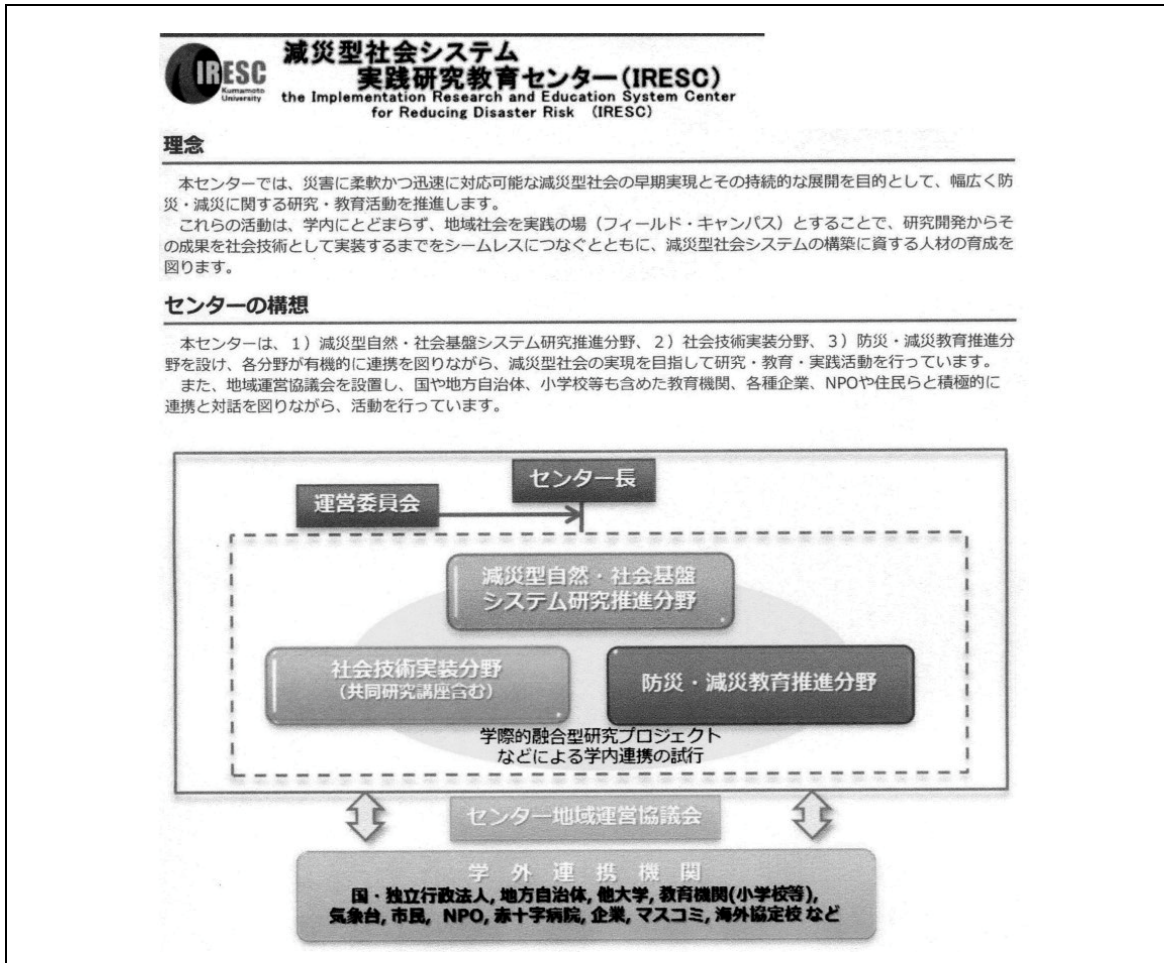 IRESC
Kumamoto
University
減災型社会システム
実践研究教育センター(IRESC)
the Implementation Research and Education System Center
for Reducing Disaster Risk (IRESC)
理念
本センターでは、災害に柔軟かつ迅速に対応可能な減災型社会の早期実現とその持続的な展開を目的として、幅広く防
災・減災に関する研究・教育活動を推進します。
これらの活動は、学内にとどまらず、地域社会を実践の場（フィールド・キャンパス）とすることで、研究開発からそ
の成果を社会技術として実装するまでをシームレスにつなぐとともに、減災型社会システムの構築に資する人材の育成を
図ります。
センターの構想
本センターは、１）減災型自然・社会基盤システム研究推進分野、２）社会技術実装分野、３）防災・減災教育推進分
野を設け、各分野が有機的に連携を図りながら、減災型社会の実現を目指して研究・教育・実践活動を行っています。
また、地域運営協議会を設置し、国や地方自治体、小学校等も含めた教育機関、各種企業、NPOや住民らと積極的に
連携と対話を図りながら、活動を行っています。
センター長
運営委員会
減災型自然・社会基盤
システム研究推進分野
社会技術実装分野
（共同研究講座含む）
防災・減災教育推進分野
学際的融合型研究プロジェクト
などによる学内連携の試行
センター地域運営協議会
学外連携機関
国・独立行政法人, 地方自治体, 他大学, 教育機関(小学校等),
気象台, 市民, NPO, 赤十字病院, 企業, マスコミ, 海外協定校 など